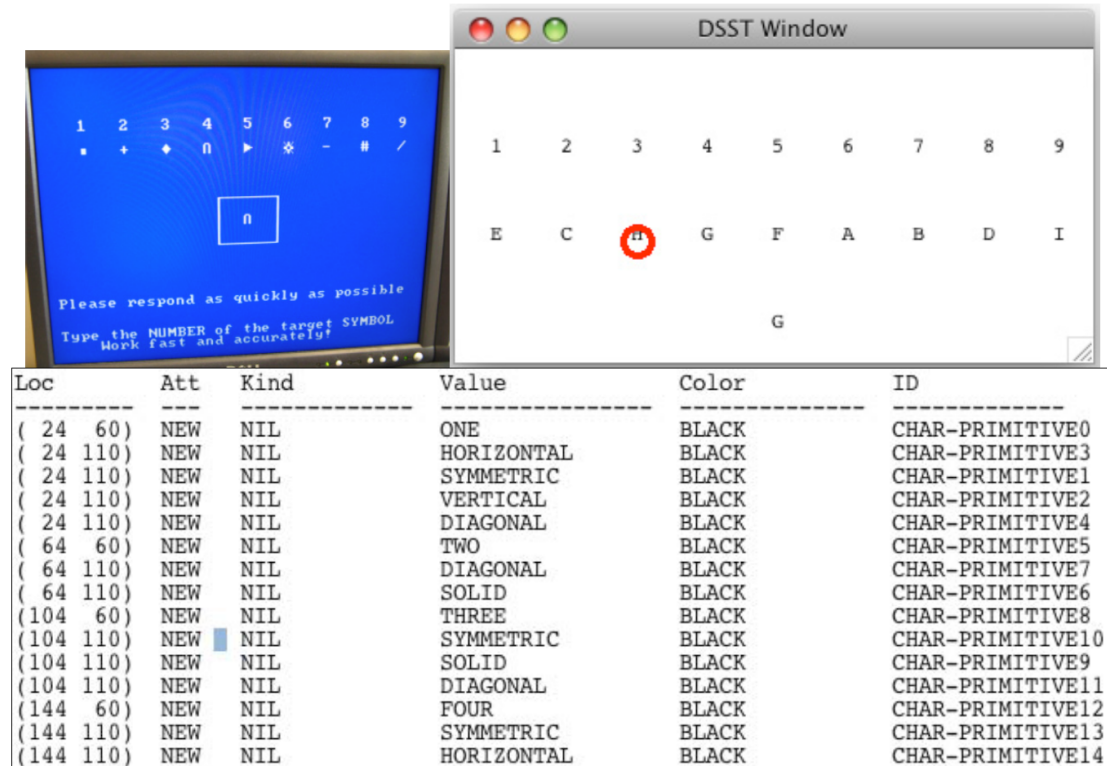 1 2 3 4 5 6 7 8 9
▪ + ♦ ∩ ► ☼ - # /
∩
Please respond as quickly as possible
Type the NUMBER of the target SYMBOL
Work fast and accurately!
DSST Window
1 2 3 4 5 6 7 8 9
E C H G F A B D I
G
Loc Att Kind Value Color ID
--------- --- ------------- ---------------- -------------- -------------
( 24 60) NEW NIL ONE BLACK CHAR-PRIMITIVE0
( 24 110) NEW NIL HORIZONTAL BLACK CHAR-PRIMITIVE3
( 24 110) NEW NIL SYMMETRIC BLACK CHAR-PRIMITIVE1
( 24 110) NEW NIL VERTICAL BLACK CHAR-PRIMITIVE2
( 24 110) NEW NIL DIAGONAL BLACK CHAR-PRIMITIVE4
( 64 60) NEW NIL TWO BLACK CHAR-PRIMITIVE5
( 64 110) NEW NIL DIAGONAL BLACK CHAR-PRIMITIVE7
( 64 110) NEW NIL SOLID BLACK CHAR-PRIMITIVE6
(104 60) NEW NIL THREE BLACK CHAR-PRIMITIVE8
(104 110) NEW NIL SYMMETRIC BLACK CHAR-PRIMITIVE10
(104 110) NEW NIL SOLID BLACK CHAR-PRIMITIVE9
(104 110) NEW NIL DIAGONAL BLACK CHAR-PRIMITIVE11
(144 60) NEW NIL FOUR BLACK CHAR-PRIMITIVE12
(144 110) NEW NIL SYMMETRIC BLACK CHAR-PRIMITIVE13
(144 110) NEW NIL HORIZONTAL BLACK CHAR-PRIMITIVE14